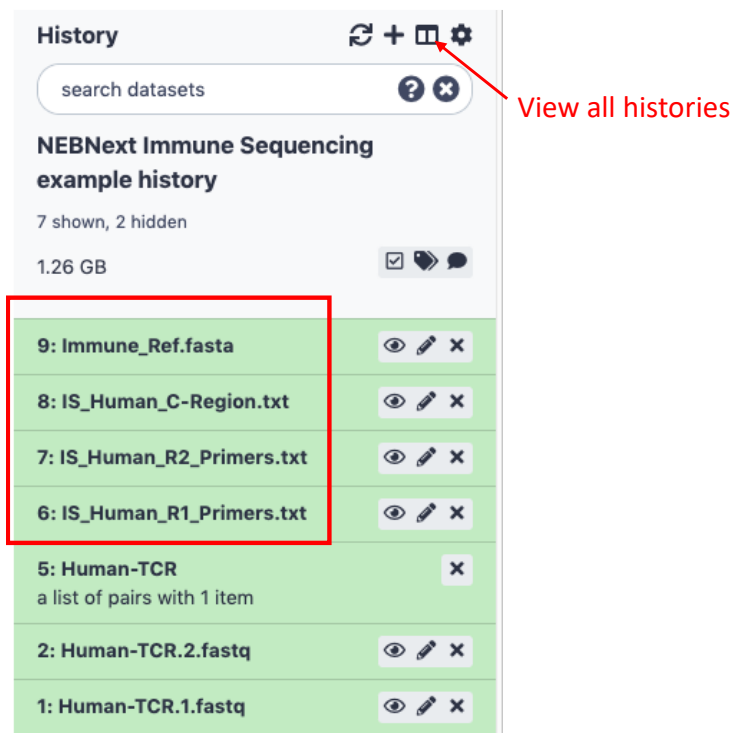 History
search datasets
View all histories
NEBNext Immune Sequencing
example history
7 shown, 2 hidden
1.26 GB
9: Immune_Ref.fasta
8: IS_Human_C-Region.txt
7: IS_Human_R2_Primers.txt
6: IS_Human_R1_Primers.txt
5: Human-TCR
a list of pairs with 1 item
2: Human-TCR.2.fastq
1: Human-TCR.1.fastq